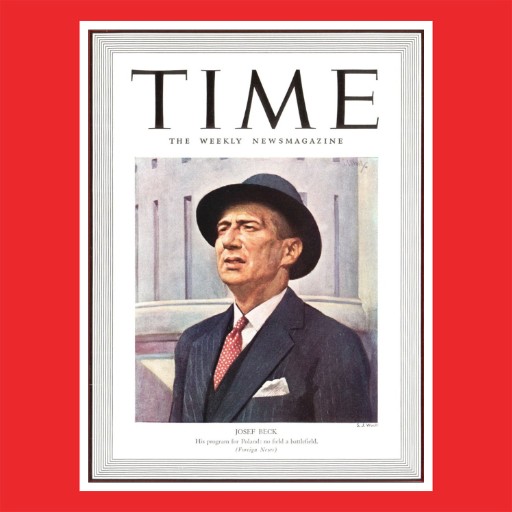 TIME
THE WEEKLY NEWSMAGAZINE
JOSEF BECK
His program for Poland: no field a battlefield.
(Foreign News)